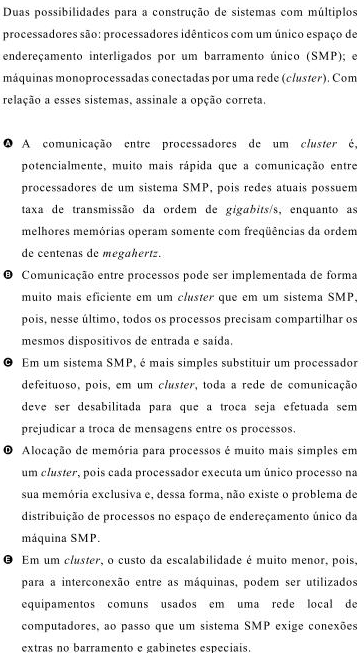 Duas possibilidades para a construção de sistemas com múltiplos
processadores são: processadores idênticos com um único espaço de
endereçamento interligados por um barramento único (SMP); e
máquinas monoprocessadas conectadas por uma rede (cluster). Com
relação a esses sistemas, assinale a opção correta.
A A comunicação entre processadores de um cluster é,
potencialmente, muito mais rápida que a comunicação entre
processadores de um sistema SMP, pois redes atuais possuem
taxa de transmissão da ordem de gigabits/s, enquanto as
melhores memórias operam somente com freqüências da ordem
de centenas de megahertz.
B Comunicação entre processos pode ser implementada de forma
muito mais eficiente em um cluster que em um sistema SMP,
pois, nesse último, todos os processos precisam compartilhar os
mesmos dispositivos de entrada e saída.
C Em um sistema SMP, é mais simples substituir um processador
defeituoso, pois, em um cluster, toda a rede de comunicação
deve ser desabilitada para que a troca seja efetuada sem
prejudicar a troca de mensagens entre os processos.
D Alocação de memória para processos é muito mais simples em
um cluster, pois cada processador executa um único processo na
sua memória exclusiva e, dessa forma, não existe o problema de
distribuição de processos no espaço de endereçamento único da
máquina SMP.
E Em um cluster, o custo da escalabilidade é muito menor, pois,
para a interconexão entre as máquinas, podem ser utilizados
equipamentos comuns usados em uma rede local de
computadores, ao passo que um sistema SMP exige conexões
extras no barramento e gabinetes especiais.